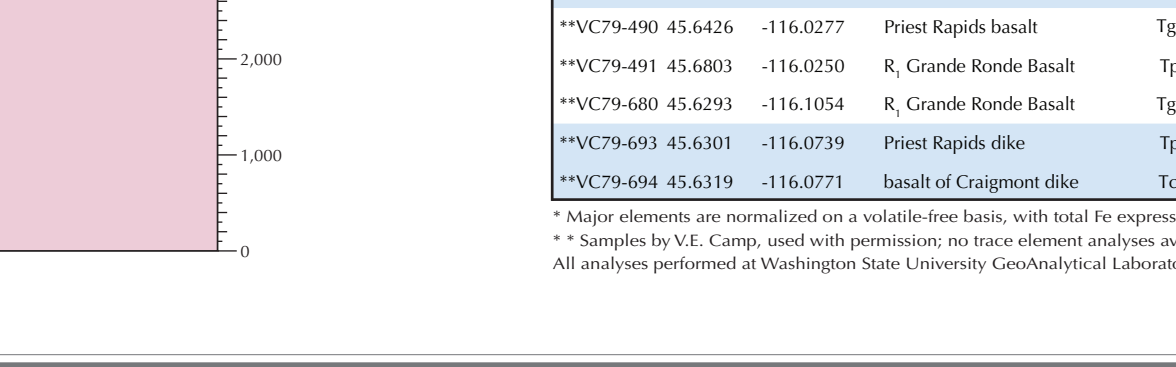 2,000
1,000
0
**VC79-490 45.6426 -116.0277 Priest Rapids basalt Tg
**VC79-491 45.6803 -116.0250 R1 Grande Ronde Basalt Tp
**VC79-680 45.6293 -116.1054 R1 Grande Ronde Basalt Tg
**VC79-693 45.6301 -116.0739 Priest Rapids dike Tp
**VC79-694 45.6319 -116.0771 basalt of Craigmont dike
* Major elements are normalized on a volatile-free basis, with total Fe express
* * Samples by V.E. Camp, used with permission; no trace element analyses av
All analyses performed at Washington State University GeoAnalytical Laborato